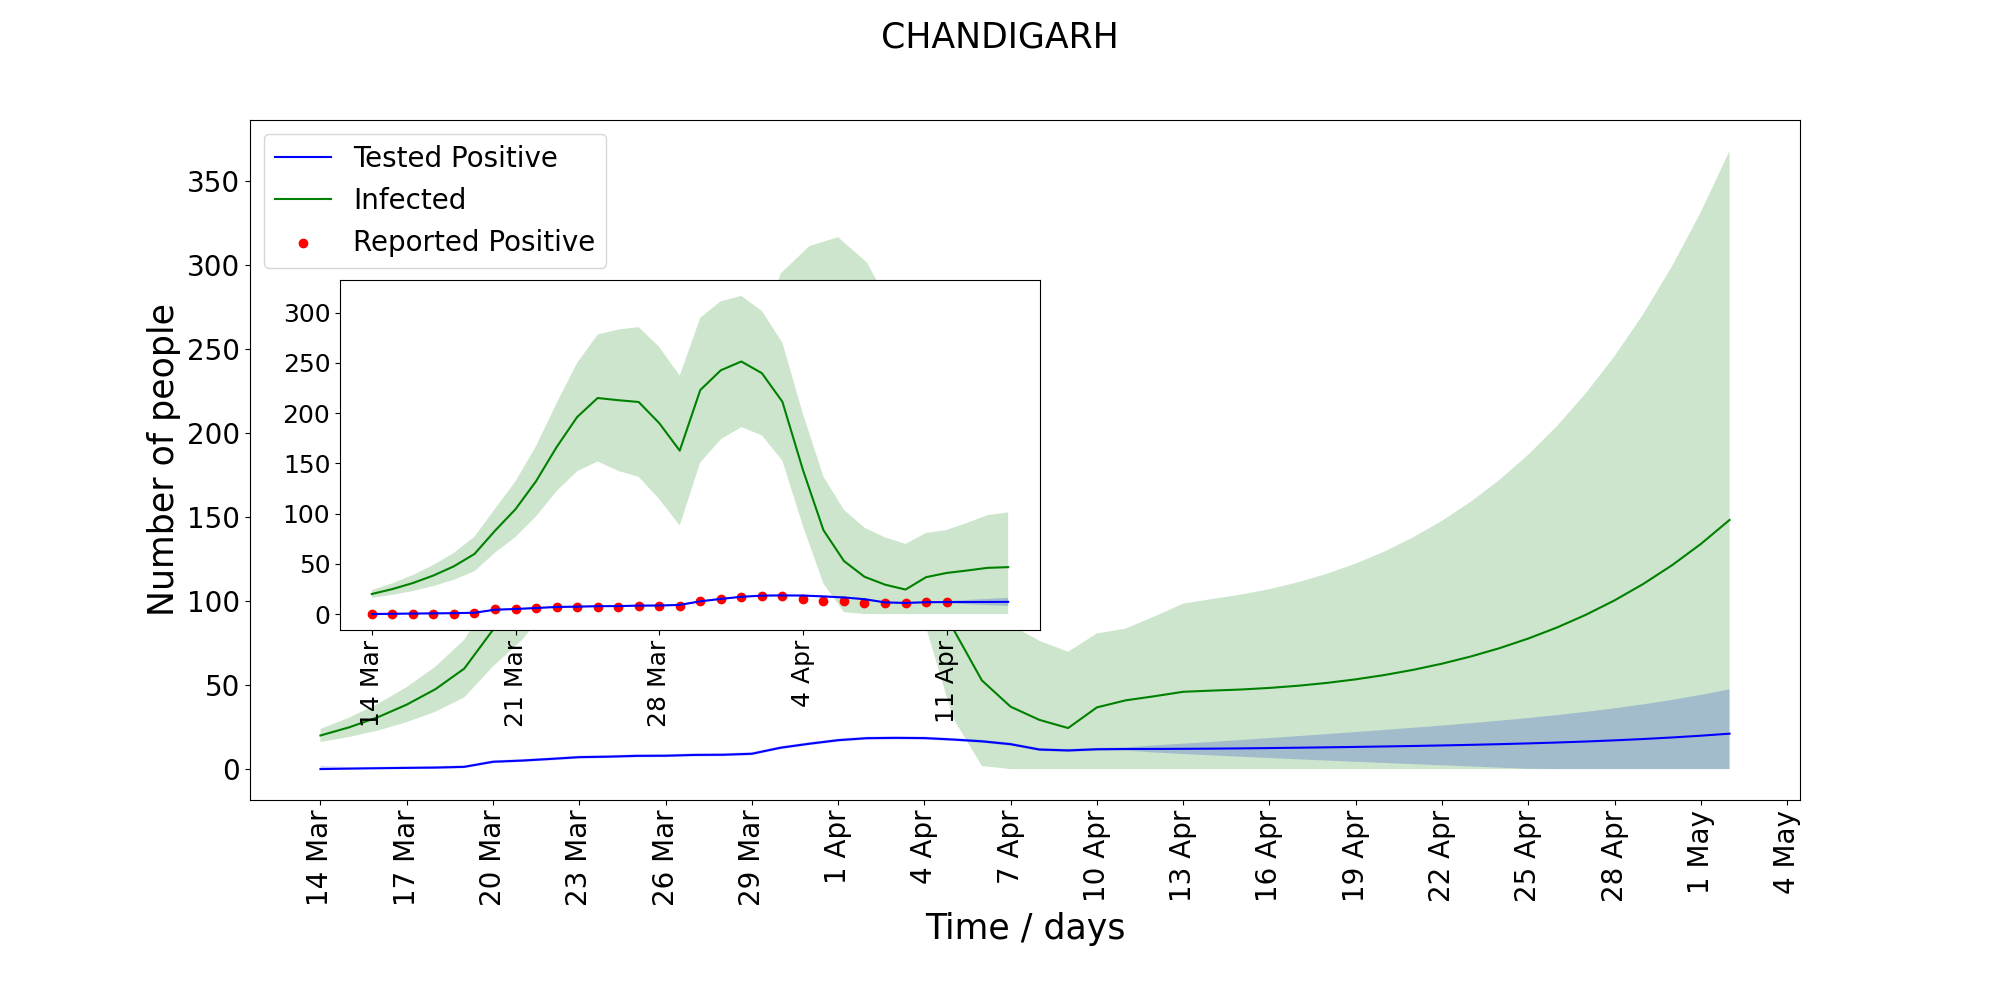 CHANDIGARH
Tested Positive
Infected
Reported Positive
Number of people
350
300
250
200
150
100
50
0
300
250
200
150
100
50
0
14 Mar
21 Mar
28 Mar
4 Apr
11 Apr
14 Mar
17 Mar
20 Mar
23 Mar
26 Mar
29 Mar
1 Apr
4 Apr
7 Apr
10 Apr
13 Apr
16 Apr
19 Apr
22 Apr
25 Apr
28 Apr
1 May
4 May
Time / days